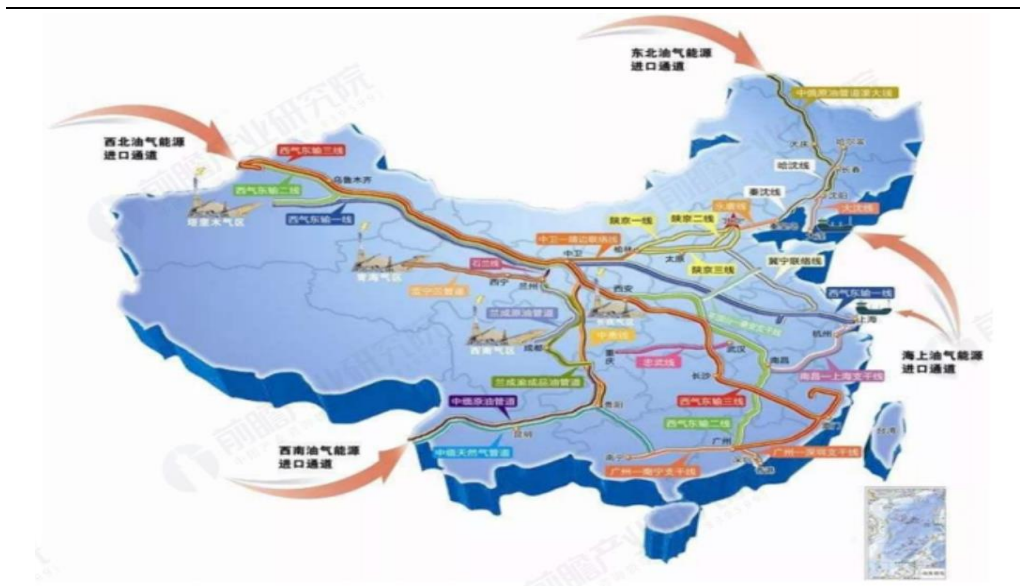 东北油气能源
进口通道
中俄原油管道漠大线
西北油气能源
进口通道
西气东输三线
大庆
哈尔滨
哈沈线
长春
乌鲁木齐
西气东输二线
秦沈线
沈阳
塔里木气区
西气东输一线
永唐线
大沈线
陕京一线
陕京二线
中卫—靖边联络线
榆林
太原
冀宁联络线
石兰线
中卫
陕京三线
青海气区
西宁
兰州
涩宁兰管道
西安
西气东输一线
上海
兰成原油管道
杭州
西南气区
成都
重庆
忠武线
武汉
南昌
海上油气能源
进口通道
兰成渝成品油管道
长沙
南昌—上海支干线
中缅原油管道
贵阳
西气东输三线
西气东输二线
台湾
西南油气能源
进口通道
昆明
中缅天然气管道
南宁
广州
深圳
广州—深圳支干线
广州—南宁支干线
前瞻产业研究院